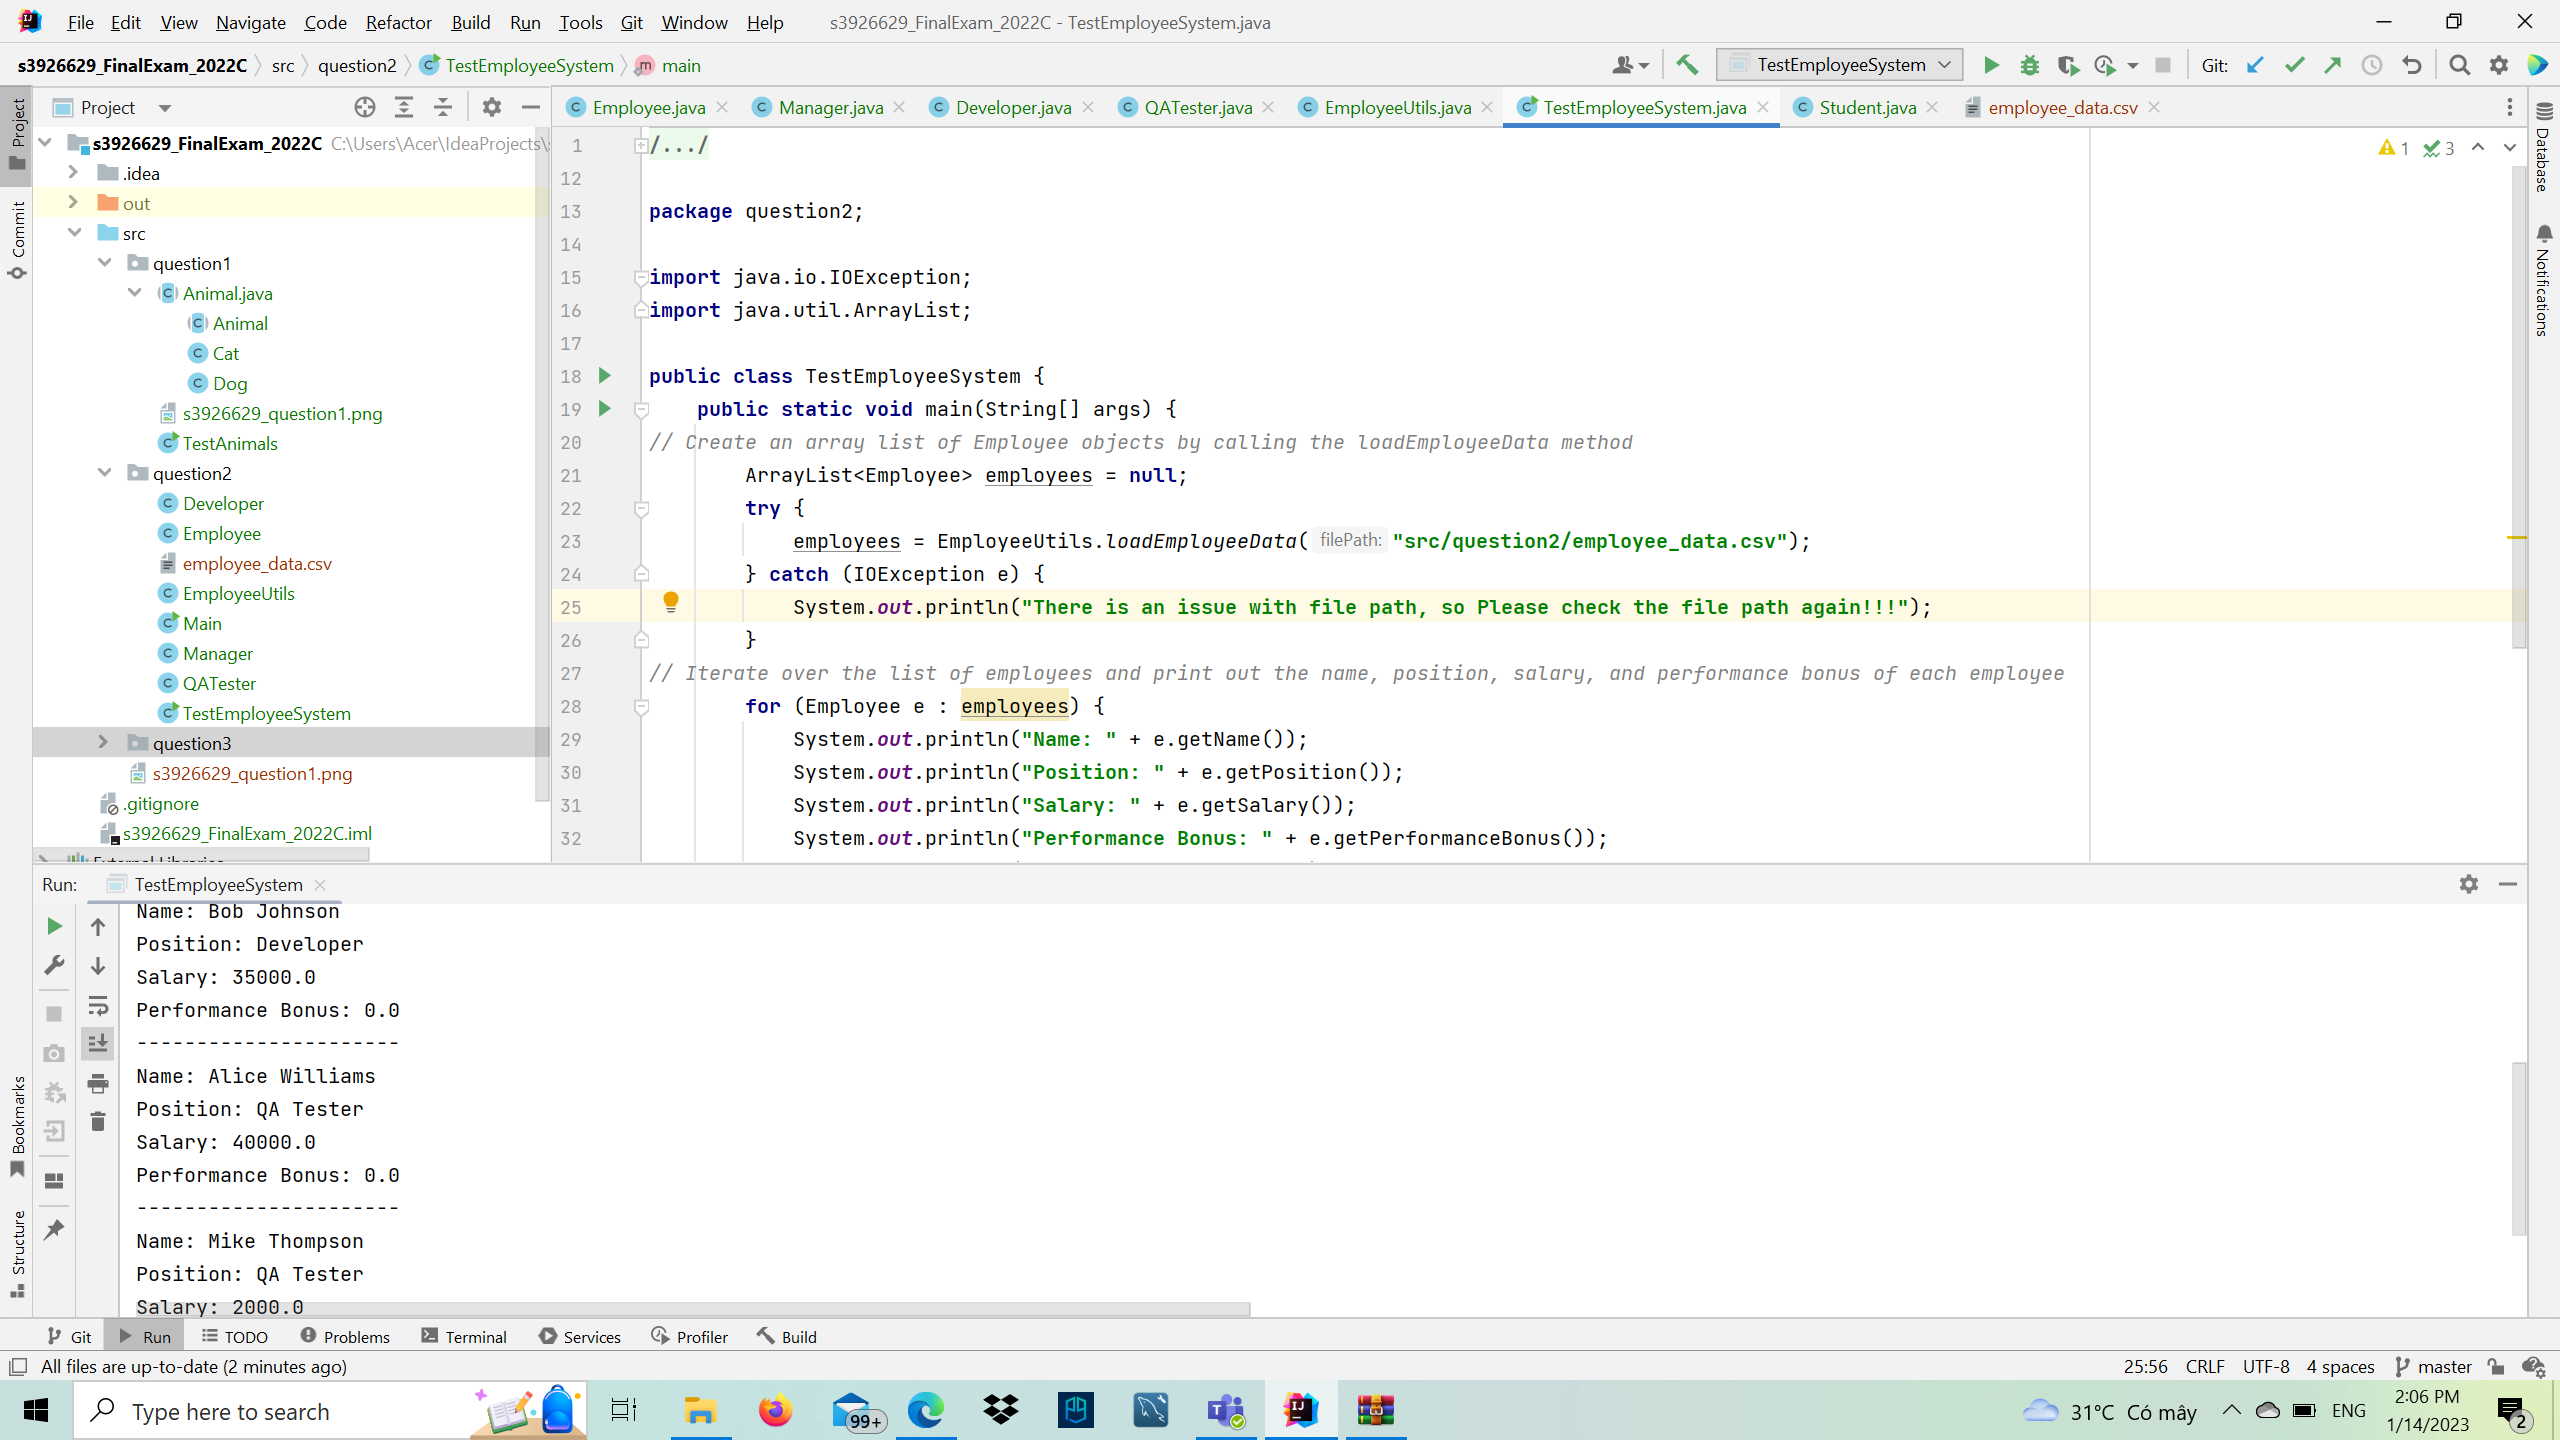 File Edit View Navigate Code Refactor Build Run Tools Git Window Help s3926629_FinalExam_2022C - TestEmployeeSystem.java
s3926629_FinalExam_2022C src question2 TestEmployeeSystem main TestEmployeeSystem Git:
Project
Employee.java Manager.java Developer.java QATester.java EmployeeUtils.java TestEmployeeSystem.java Student.java employee_data.csv
Project
Commit
Bookmarks
Structure
s3926629_FinalExam_2022C C:\Users\Acer\IdeaProjects\
.idea
out
src
question1
Animal.java
Animal
Cat
Dog
s3926629_question1.png
TestAnimals
question2
Developer
Employee
employee_data.csv
EmployeeUtils
Main
Manager
QATester
TestEmployeeSystem
question3
s3926629_question1.png
.gitignore
s3926629_FinalExam_2022C.iml
External Libraries
1 /.../
12
13 package question2;
14
15 import java.io.IOException;
16 import java.util.ArrayList;
17
18 public class TestEmployeeSystem {
19 public static void main(String[] args) {
20 // Create an array list of Employee objects by calling the loadEmployeeData method
21 ArrayList<Employee> employees = null;
22 try {
23 employees = EmployeeUtils.loadEmployeeData( filePath: "src/question2/employee_data.csv");
24 } catch (IOException e) {
25 System.out.println("There is an issue with file path, so Please check the file path again!!!");
26 }
27 // Iterate over the list of employees and print out the name, position, salary, and performance bonus of each employee
28 for (Employee e : employees) {
29 System.out.println("Name: " + e.getName());
30 System.out.println("Position: " + e.getPosition());
31 System.out.println("Salary: " + e.getSalary());
32 System.out.println("Performance Bonus: " + e.getPerformanceBonus());
1 3
Database
Notifications
Run: TestEmployeeSystem
Name: Bob Johnson
Position: Developer
Salary: 35000.0
Performance Bonus: 0.0
----------------------
Name: Alice Williams
Position: QA Tester
Salary: 40000.0
Performance Bonus: 0.0
----------------------
Name: Mike Thompson
Position: QA Tester
Salary: 2000.0
Git Run TODO Problems Terminal Services Profiler Build
All files are up-to-date (2 minutes ago) 25:56 CRLF UTF-8 4 spaces master
Type here to search 99+ 31°C Có mây ENG 2:06 PM
1/14/2023 2